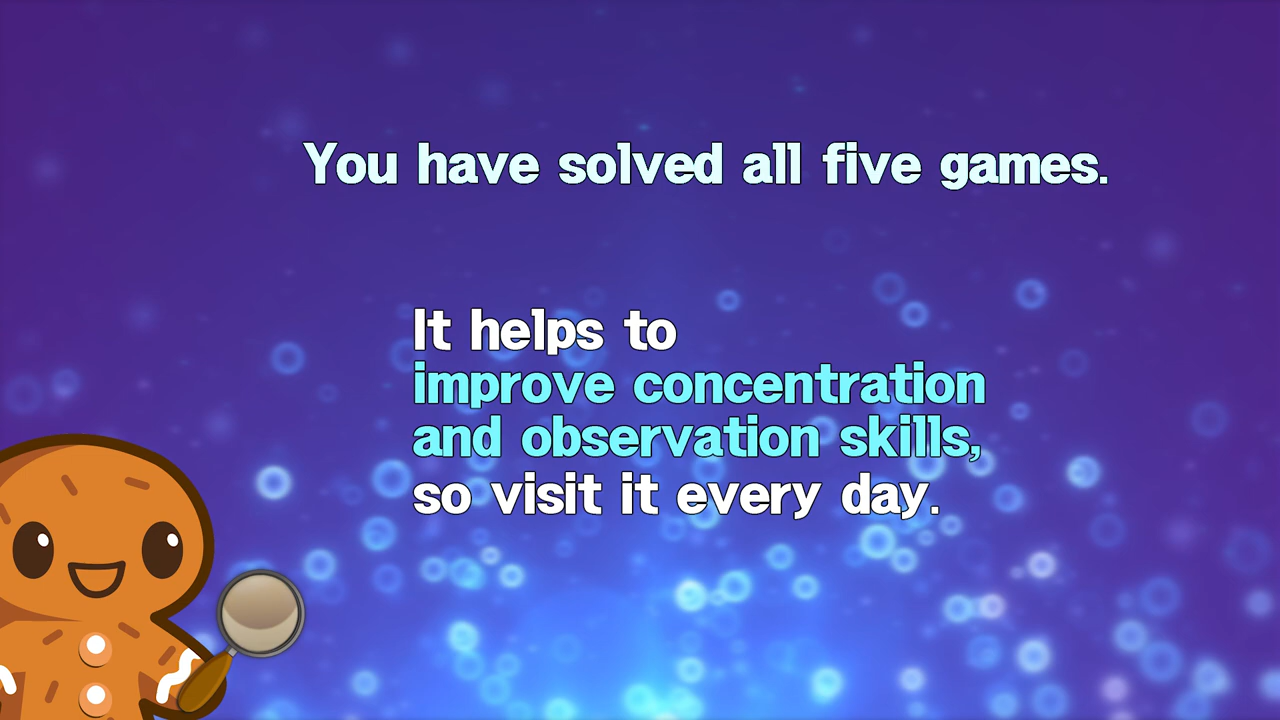 You have solved all five games.
It helps to
improve concentration
and observation skills,
so visit it every day.